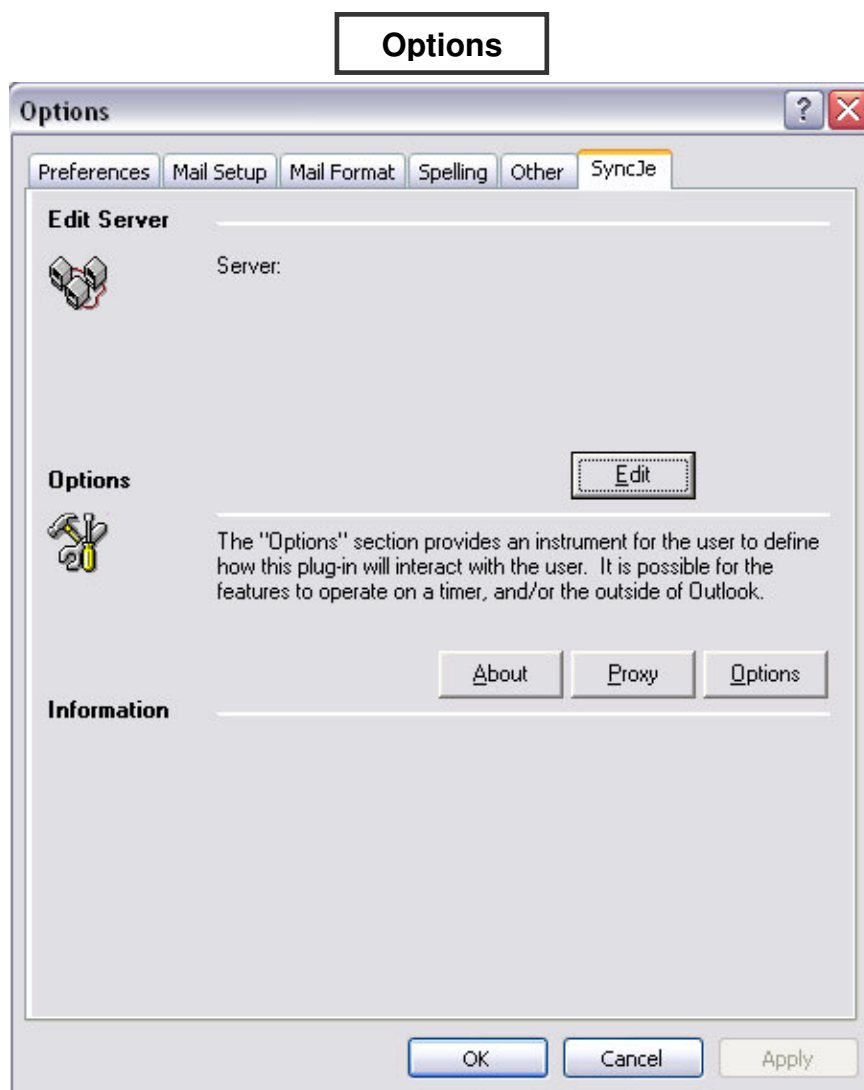 Options
Options
Preferences Mail Setup Mail Format Spelling Other SyncJe
Edit Server
Server:
Edit
Options
The "Options" section provides an instrument for the user to define
how this plug-in will interact with the user. It is possible for the
features to operate on a timer, and/or the outside of Outlook.
About Proxy Options
Information
OK Cancel Apply